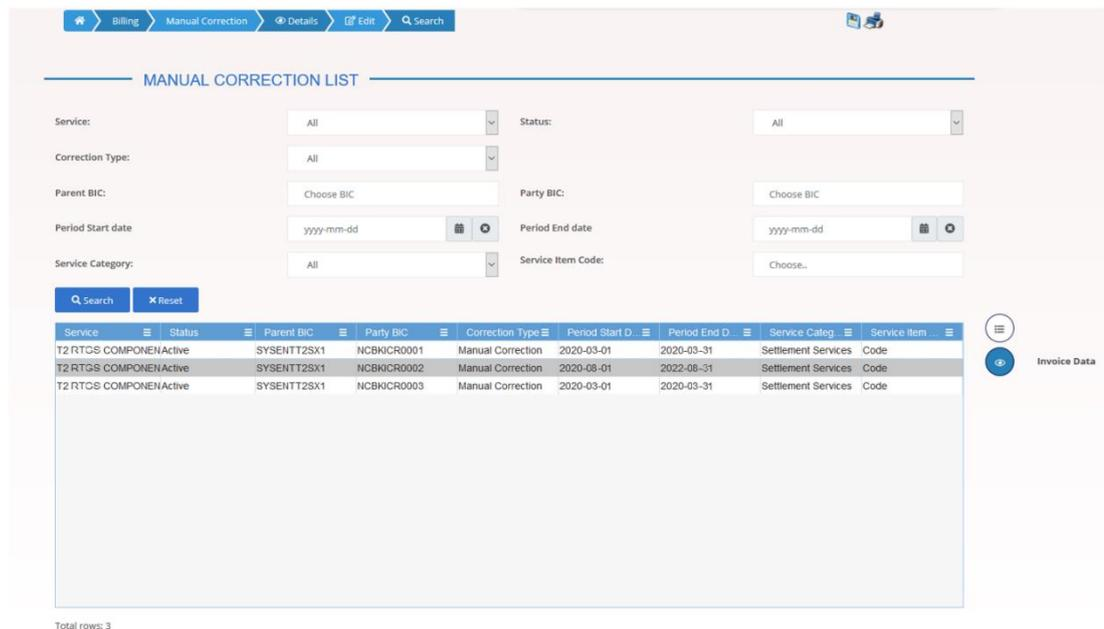 Billing Manual Correction Details Edit Search
MANUAL CORRECTION LIST
Service: All Status: All
Correction Type: All
Parent BIC: Choose BIC Party BIC: Choose BIC
Period Start date yyyy-mm-dd Period End date yyyy-mm-dd
Service Category: All Service Item Code: Choose..
Search Reset
Service Status Parent BIC Party BIC Correction Type Period Start D... Period End D... Service Categ... Service Item ...
T2 RTGS COMPONEN Active SYSENTT2SX1 NCBKICR0001 Manual Correction 2020-03-01 2020-03-31 Settlement Services Code
T2 RTGS COMPONEN Active SYSENTT2SX1 NCBKICR0002 Manual Correction 2020-08-01 2022-08-31 Settlement Services Code
T2 RTGS COMPONEN Active SYSENTT2SX1 NCBKICR0003 Manual Correction 2020-03-01 2020-03-31 Settlement Services Code
Invoice Data
Total rows: 3